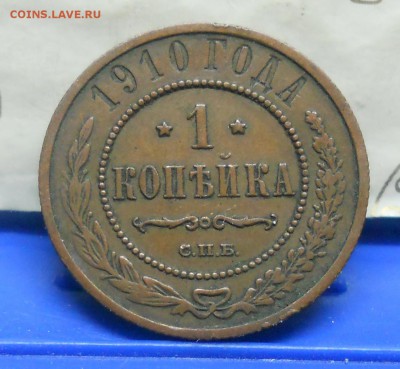 COINS.LAVE.RU
1910 ГОДА
1
КОПѢЙКА
С.П.Б.